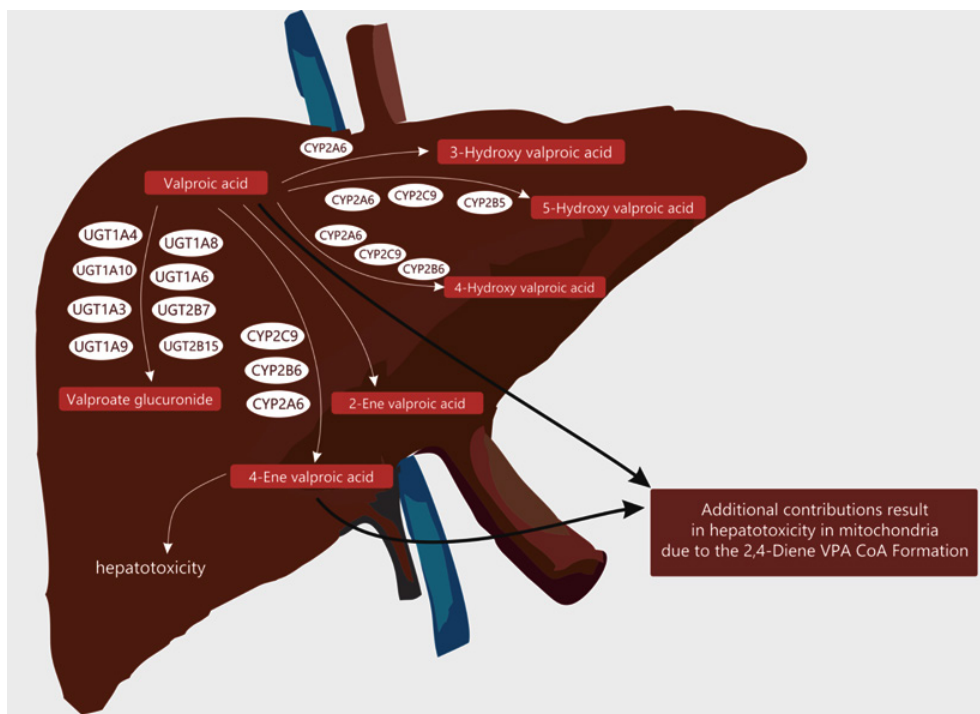 CYP2A6
3-Hydroxy valproic acid
Valproic acid
CYP2A6
CYP2C9
CYP2B5
5-Hydroxy valproic acid
UGT1A4
UGT1A8
CYP2A6
CYP2C9
CYP2B6
4-Hydroxy valproic acid
UGT1A10
UGT1A6
UGT1A3
UGT2B7
UGT1A9
UGT2B15
CYP2C9
CYP2B6
CYP2A6
Valproate glucuronide
2-Ene valproic acid
4-Ene valproic acid
hepatotoxicity
Additional contributions result
in hepatotoxicity in mitochondria
due to the 2,4-Diene VPA CoA Formation